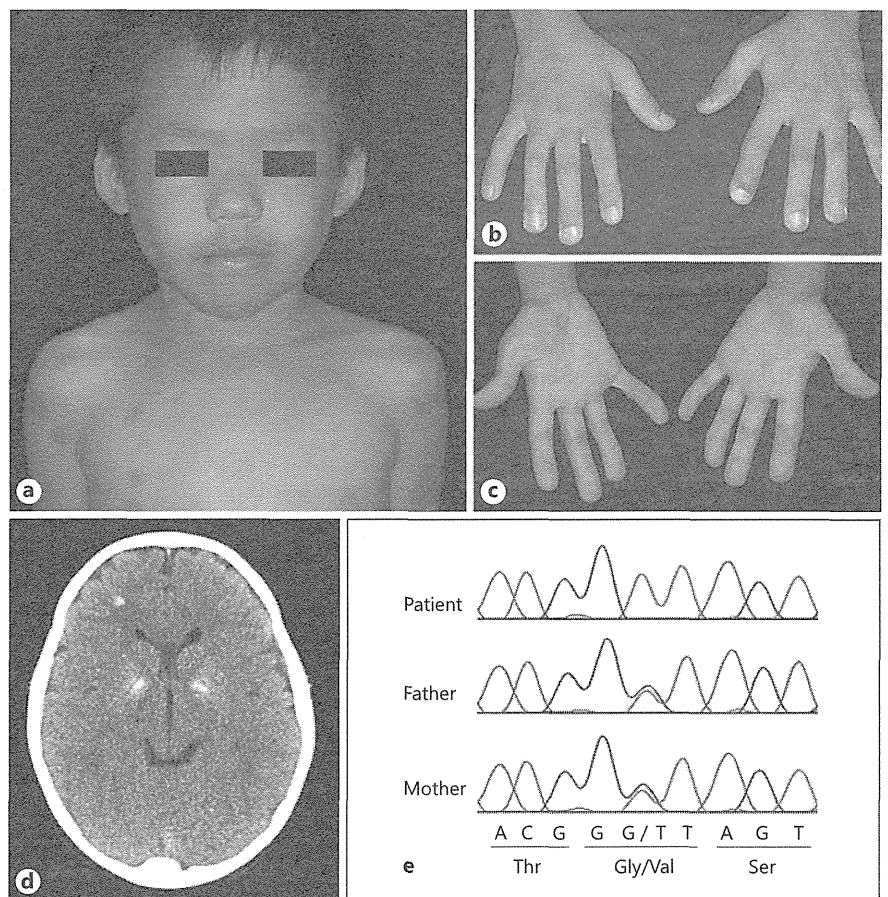 a
b
c
d
Patient
Father
Mother
A C G G G/T T A G T
Thr Gly/Val Ser
e